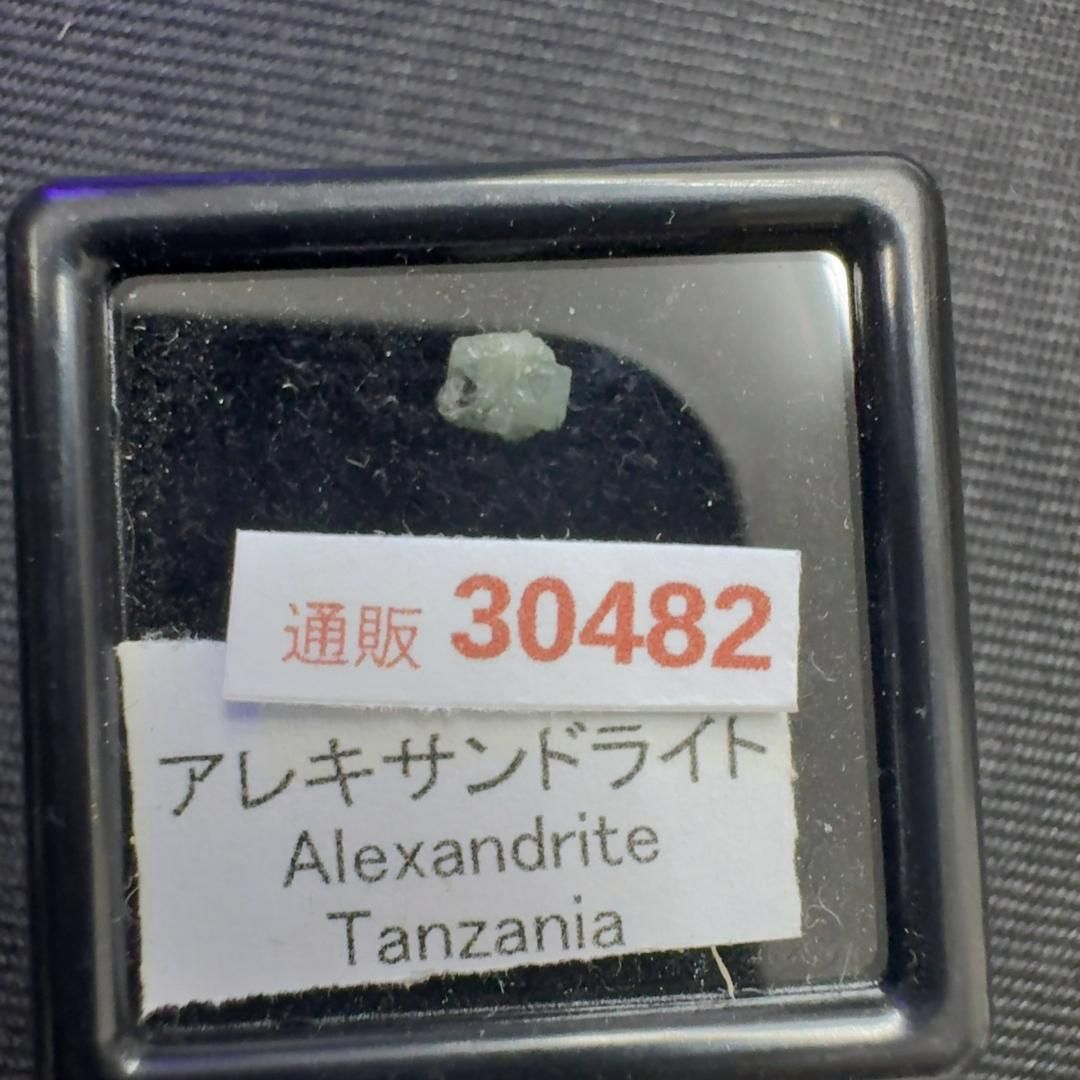 通販 30482
アレキサンドライト
Alexandrite
Tanzania